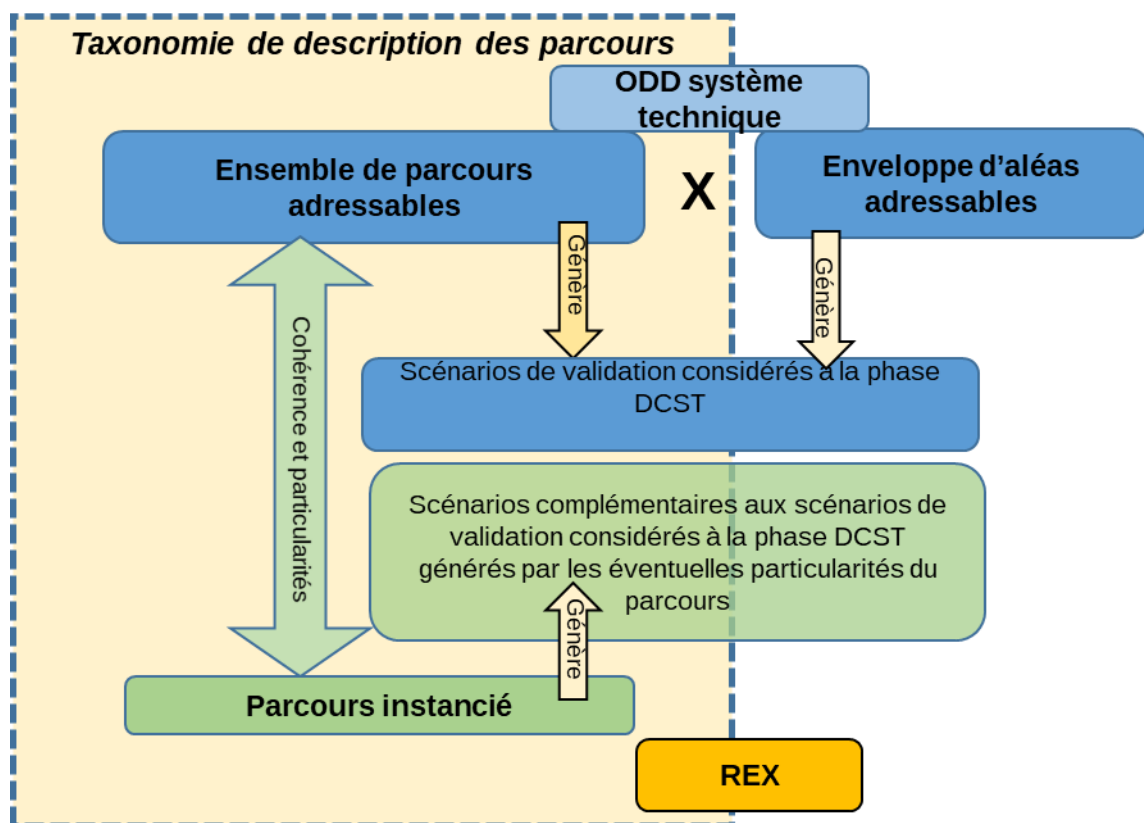 Taxonomie de description des parcours
ODD système
technique
Ensemble de parcours
adressables
X
Enveloppe d'aléas
adressables
Génère
Génère
Cohérence et particularités
Scénarios de validation considérés à la phase
DCST
Scénarios complémentaires aux scénarios de
validation considérés à la phase DCST
générés par les éventuelles particularités du
parcours
Génère
Parcours instancié
REX